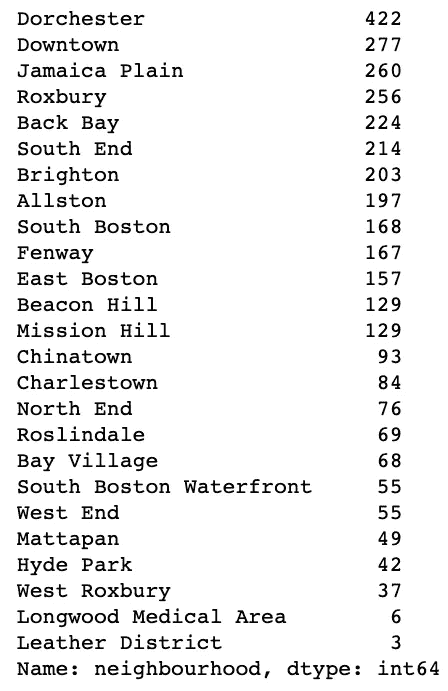 Dorchester 422
Downtown 277
Jamaica Plain 260
Roxbury 256
Back Bay 224
South End 214
Brighton 203
Allston 197
South Boston 168
Fenway 167
East Boston 157
Beacon Hill 129
Mission Hill 129
Chinatown 93
Charlestown 84
North End 76
Roslindale 69
Bay Village 68
South Boston Waterfront 55
West End 55
Mattapan 49
Hyde Park 42
West Roxbury 37
Longwood Medical Area 6
Leather District 3
Name: neighbourhood, dtype: int64